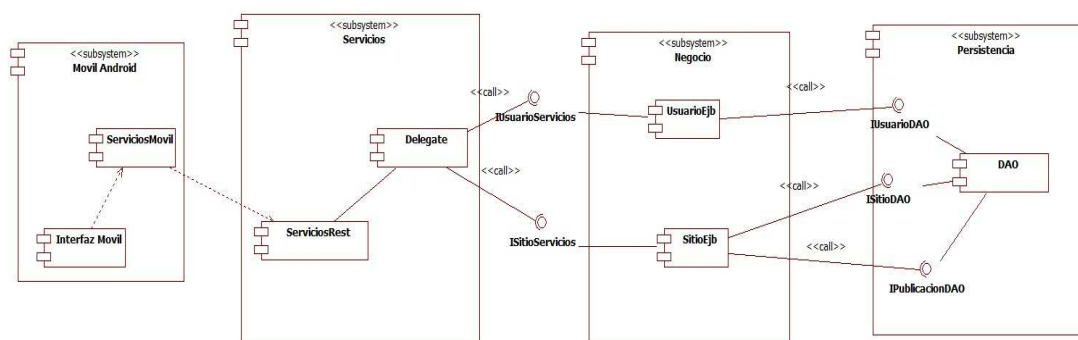 <<subsystem>>
Movil Android
ServiciosMovil
Interfaz Movil
<<subsystem>>
Servicios
Delegate
ServiciosRest
<<call>>
IUsuarioServicios
<<call>>
ISitioServicios
<<subsystem>>
Negocio
UsuarioEjb
SitioEjb
<<call>>
IUsuarioDAO
<<call>>
ISitioDAO
<<call>>
IPublicacionDAO
<<subsystem>>
Persistencia
DAO